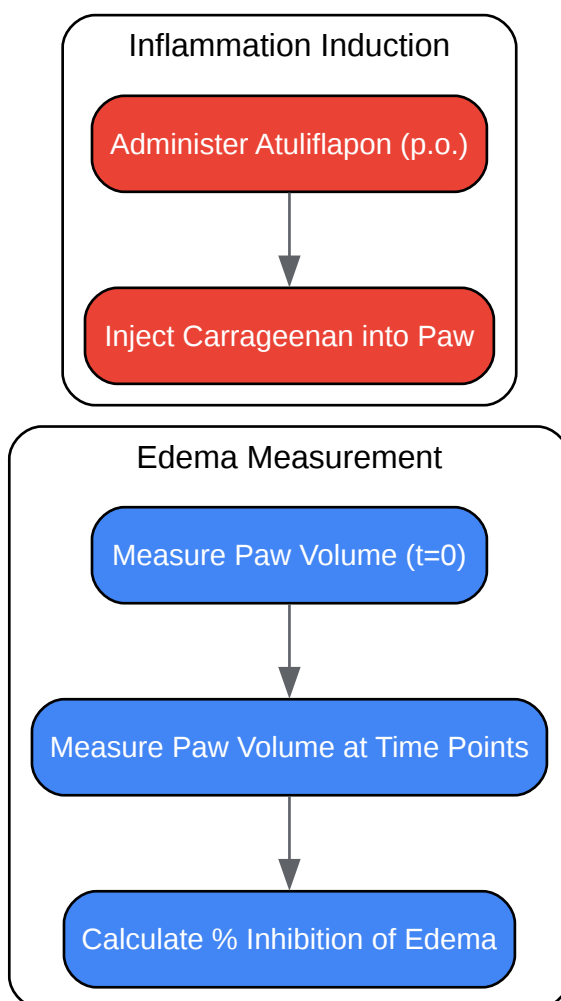 Inflammation Induction
Administer Atuliflapon (p.o.)
Inject Carrageenan into Paw
Edema Measurement
Measure Paw Volume (t=0)
Measure Paw Volume at Time Points
Calculate % Inhibition of Edema